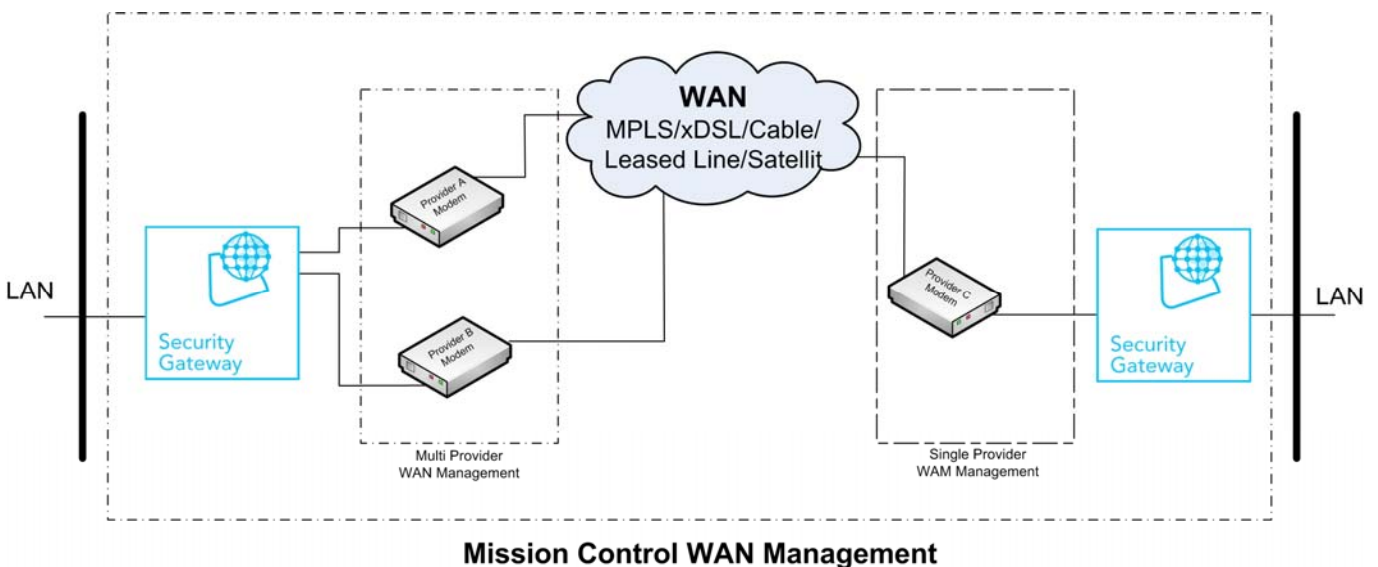 WAN
MPLS/xDSL/Cable/
Leased Line/Satellit
Provider A
Modem
Provider B
Modem
Provider C
Modem
LAN
Security
Gateway
Security
Gateway
LAN
Multi Provider
WAN Management
Single Provider
WAM Management
Mission Control WAN Management